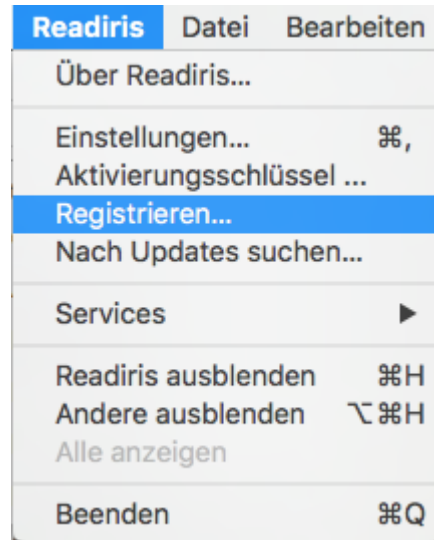 Readiris Datei Bearbeiten
Über Readiris...
Einstellungen... ⌘,
Aktivierungsschlüssel ...
Registrieren...
Nach Updates suchen...
Services ▶
Readiris ausblenden ⌘H
Andere ausblenden ⌥⌘H
Alle anzeigen
Beenden ⌘Q